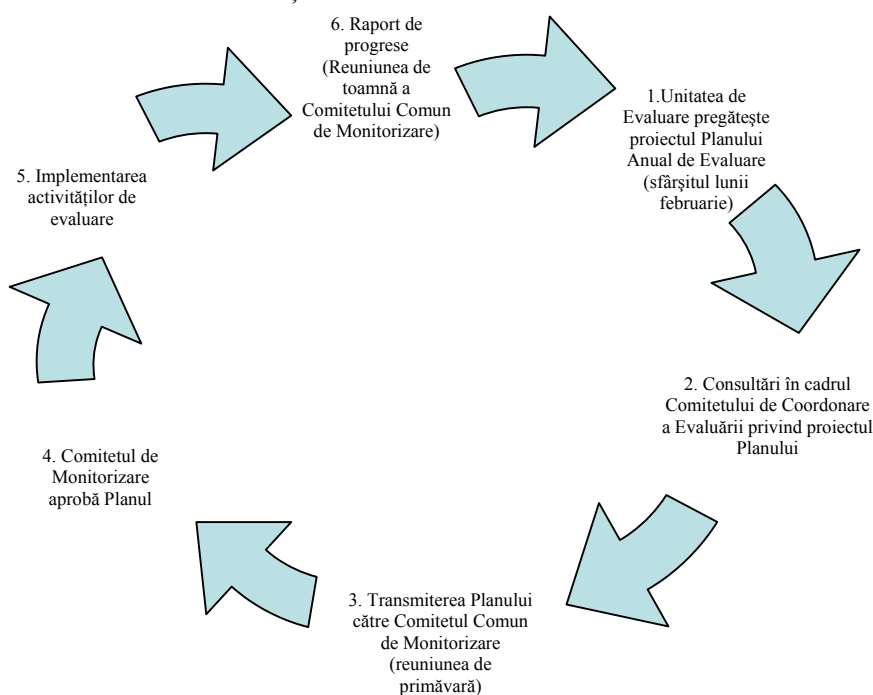 6. Raport de
progrese
(Reuniunea de
toamnă a
Comitetului Comun
de Monitorizare)
1.Unitatea de
Evaluare pregătește
proiectul Planului
Anual de Evaluare
(sfârşitul lunii
februarie)
2. Consultări în cadrul
Comitetului de Coordonare
a Evaluării privind proiectul
Planului
3. Transmiterea Planului
către Comitetul Comun
de Monitorizare
(reuniunea de
primăvară)
4. Comitetul de
Monitorizare
aprobă Planul
5. Implementarea
activităților de
evaluare